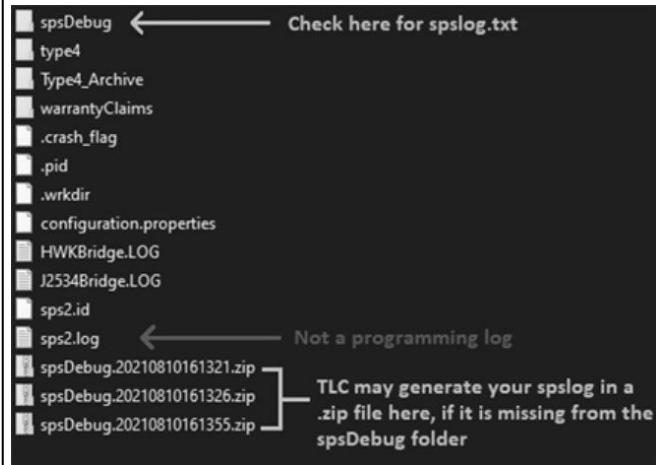 spsDebug Check here for spslog.txt
type4
Type4_Archive
warrantyClaims
.crash_flag
.pid
.wrkdir
configuration.properties
HWKBridge.LOG
J2534Bridge.LOG
sps2.id
sps2.log Not a programming log
spsDebug.20210810161321.zip
spsDebug.20210810161326.zip
spsDebug.20210810161355.zip
TLC may generate your spslog in a
.zip file here, if it is missing from the
spsDebug folder